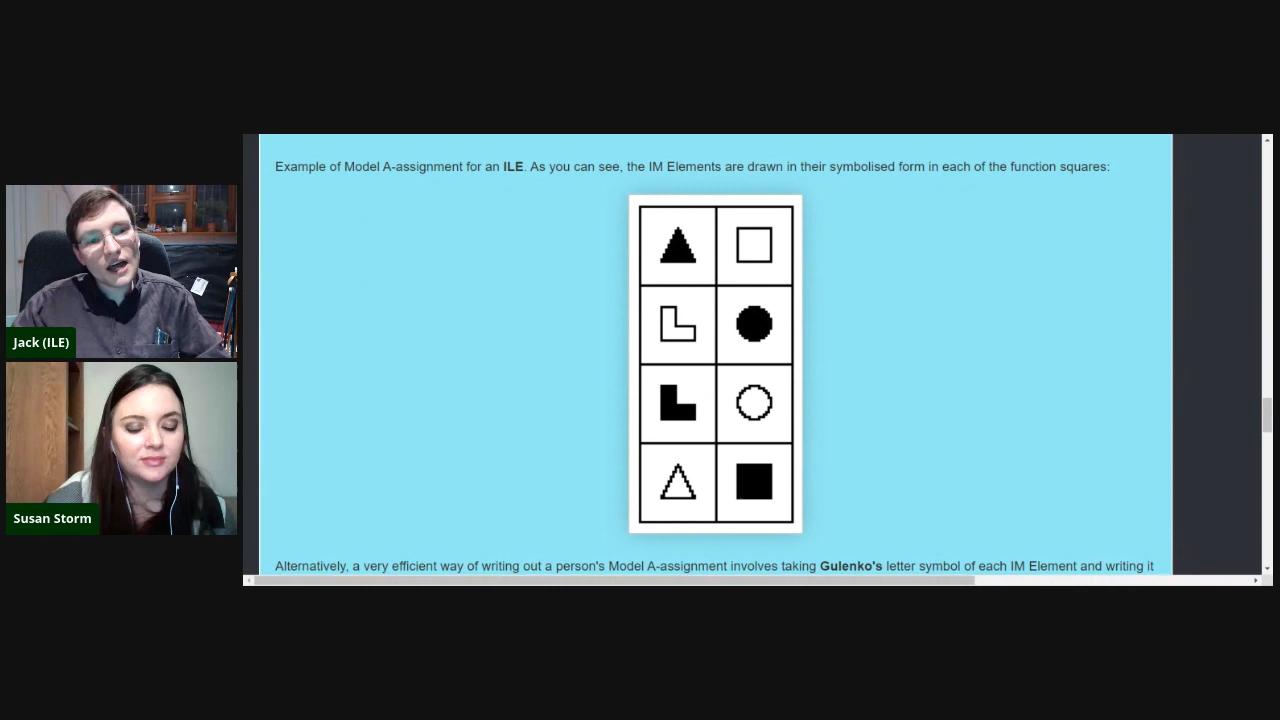 Example of Model A-assignment for an ILE. As you can see, the IM Elements are drawn in their symbolised form in each of the function squares:
Jack (ILE)
Susan Storm
Alternatively, a very efficient way of writing out a person's Model A-assignment involves taking Gulenko's letter symbol of each IM Element and writing it